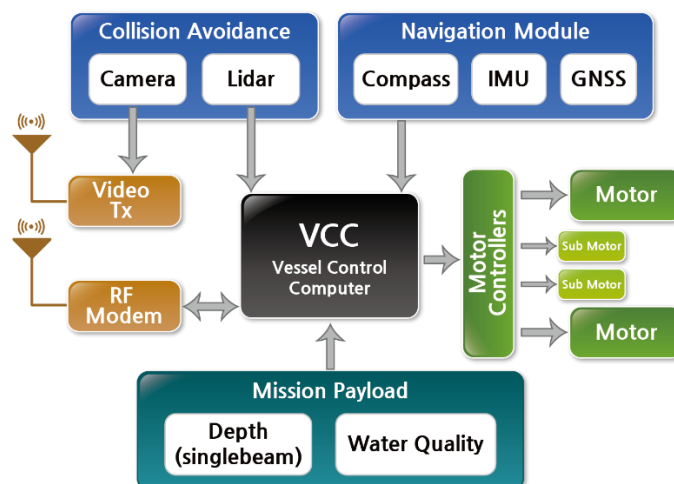 Collision Avoidance
Camera
Lidar
Navigation Module
Compass
IMU
GNSS
Video
Tx
RF
Modem
VCC
Vessel Control
Computer
Motor
Controllers
Motor
Sub Motor
Sub Motor
Motor
Mission Payload
Depth
(singlebeam)
Water Quality